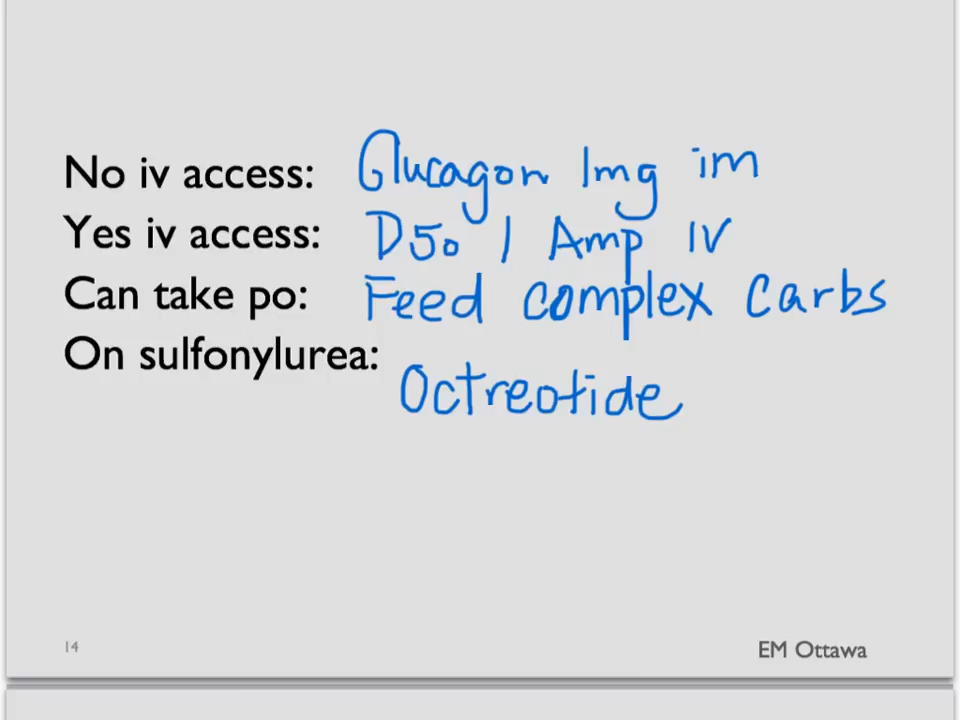 No iv access: Glucagon 1mg im
Yes iv access: D50 1 Amp IV
Can take po: Feed complex carbs
On sulfonylurea: Octreotide
14
EM Ottawa